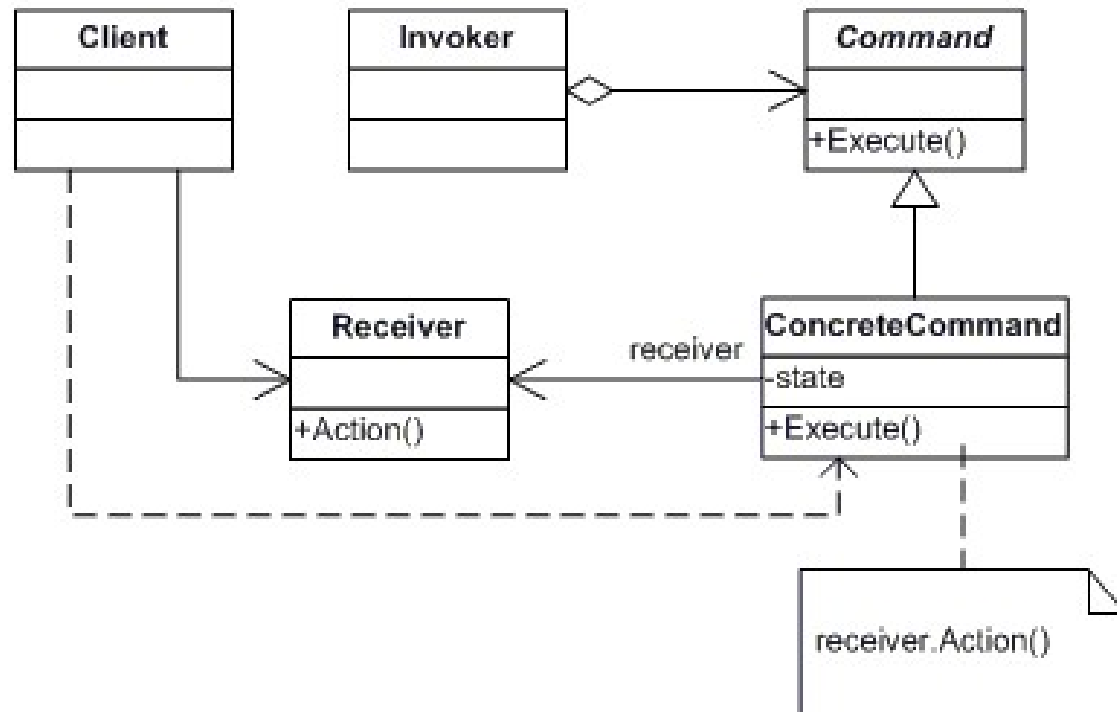 Client
Invoker
Command
+Execute()
Receiver
+Action()
receiver
ConcreteCommand
-state
+Execute()
receiver.Action()